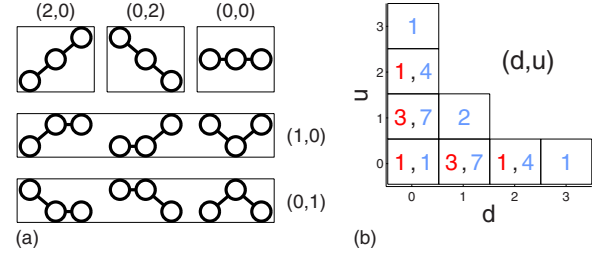 (2,0) (0,2) (0,0)
(1,0)
(0,1)
(a)
u
3 1
2 1,4 (d,u)
1 3,7 2
0 1,1 3,7 1,4 1
0 1 2 3
d
(b)